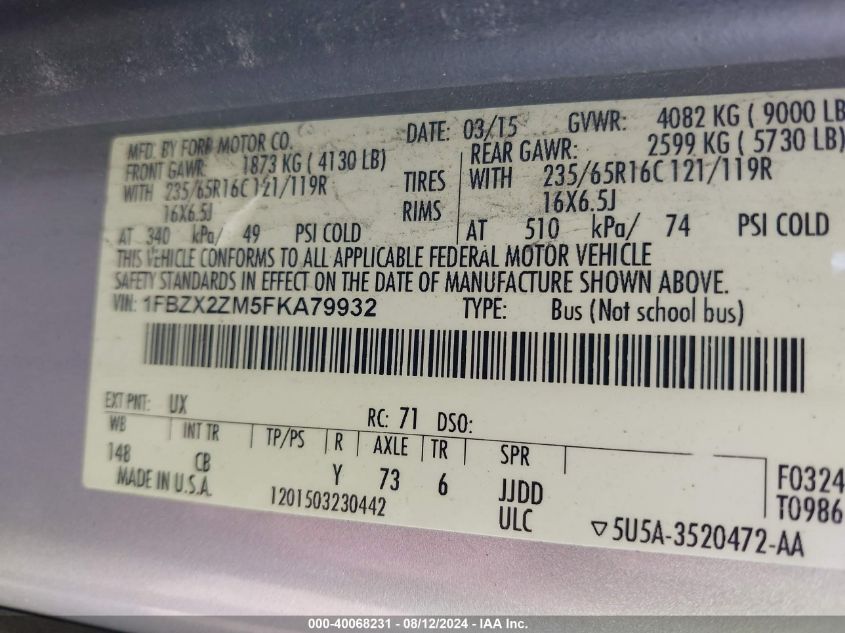 MFD. BY FORD MOTOR CO. DATE: 03/15 GVWR: 4082 KG ( 9000 LB
FRONT GAWR: 1873 KG ( 4130 LB) REAR GAWR: 2599 KG ( 5730 LB)
WITH 235/65R16C 121/119R TIRES WITH 235/65R16C 121/119R
16X6.5J RIMS 16X6.5J
AT 340 kPa/ 49 PSI COLD AT 510 kPa/ 74 PSI COLD
THIS VEHICLE CONFORMS TO ALL APPLICABLE FEDERAL MOTOR VEHICLE
SAFETY STANDARDS IN EFFECT ON THE DATE OF MANUFACTURE SHOWN ABOVE.
VIN: 1FBZX2ZM5FKA79932 TYPE: Bus (Not school bus)
EXT PNT: UX RC: 71 DSO:
WB INT TR TP/PS R AXLE TR SPR
148 CB Y 73 6 JJDD F0324
MADE IN U.S.A. 1201503230442 ULC T0986
▽5U5A-3520472-AA
000-40068231 - 08/12/2024 - IAA Inc.